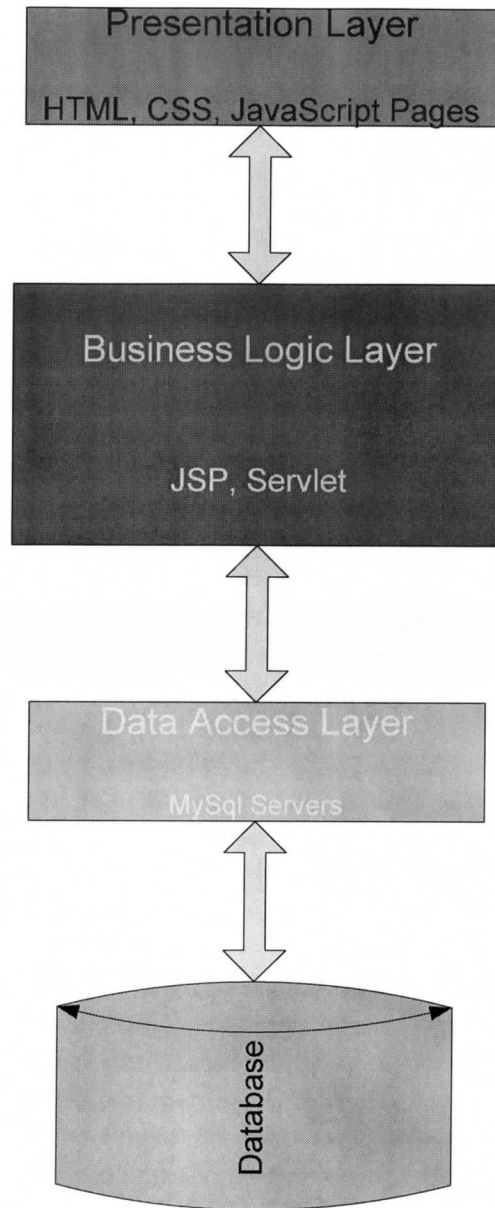 Presentation Layer
HTML, CSS, JavaScript Pages
Business Logic Layer
JSP, Servlet
Data Access Layer
MySql Servers
Database